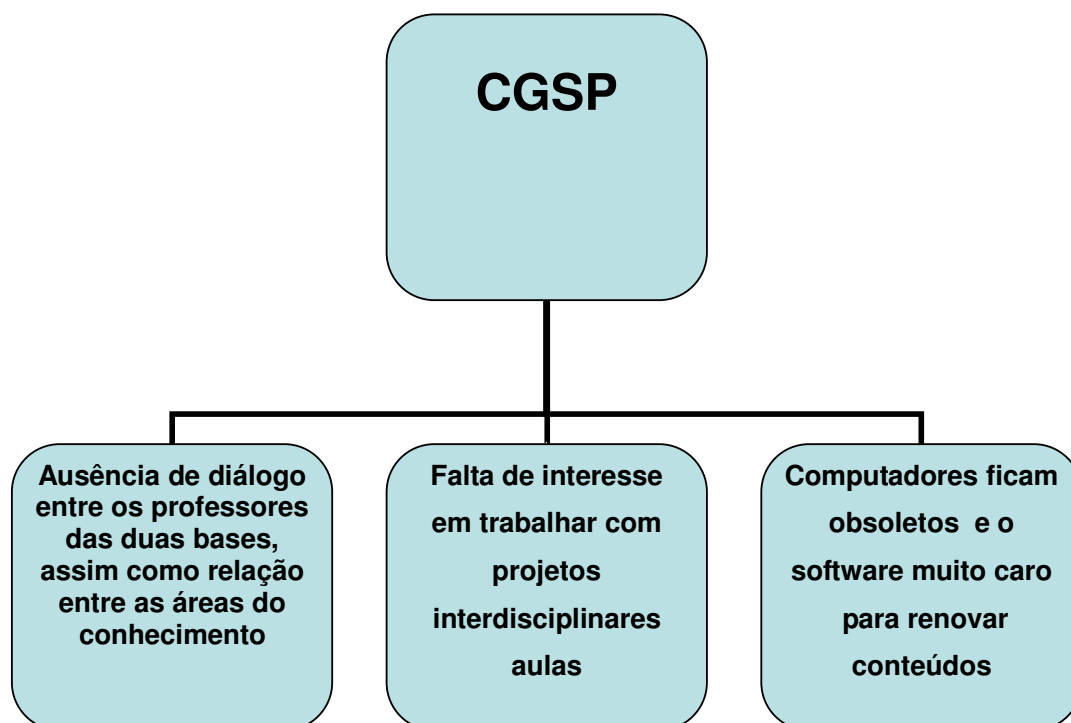 CGSP
Ausência de diálogo
entre os professores
das duas bases,
assim como relação
entre as áreas do
conhecimento
Falta de interesse
em trabalhar com
projetos
interdisciplinares
aulas
Computadores ficam
obsoletos e o
software muito caro
para renovar
conteúdos